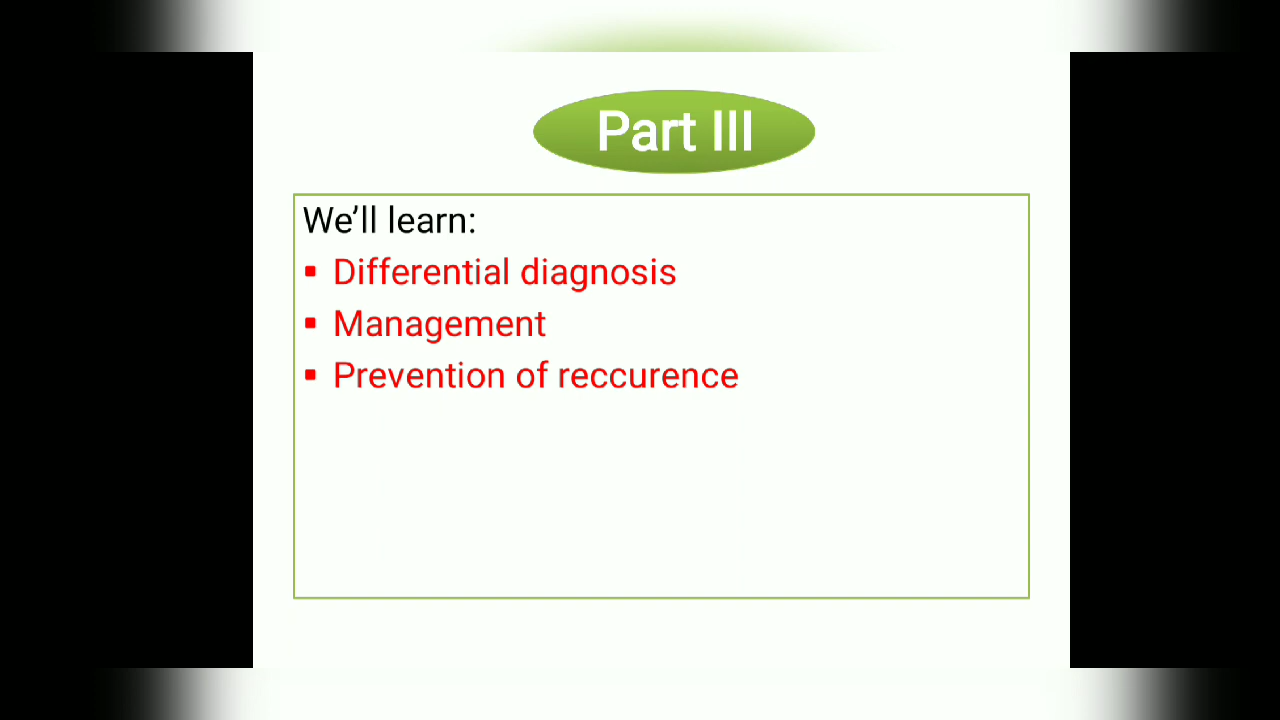 Part III
We'll learn:
▪ Differential diagnosis
▪ Management
▪ Prevention of reccurence